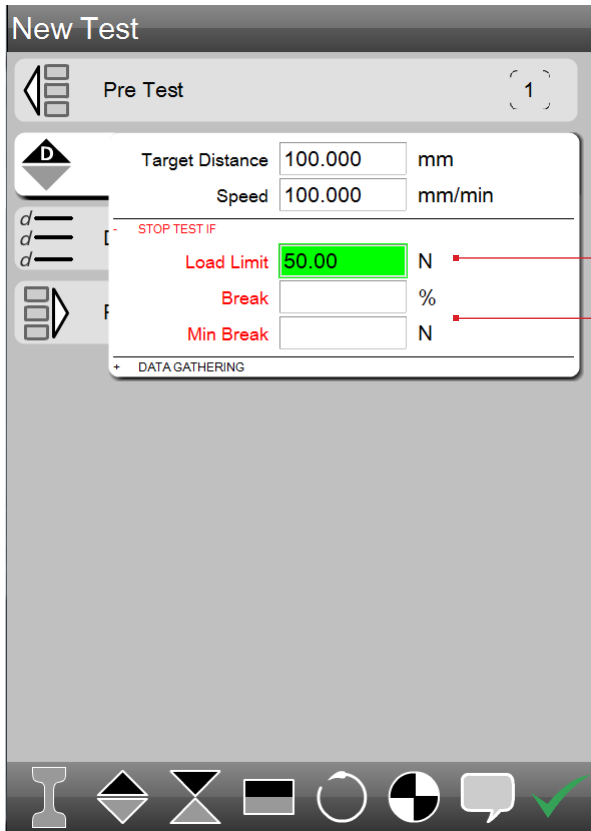 New Test
Pre Test 1
D
Target Distance 100.000 mm
Speed 100.000 mm/min
- STOP TEST IF
d
d
d
Load Limit 50.00 N
Break %
Min Break N
+ DATA GATHERING